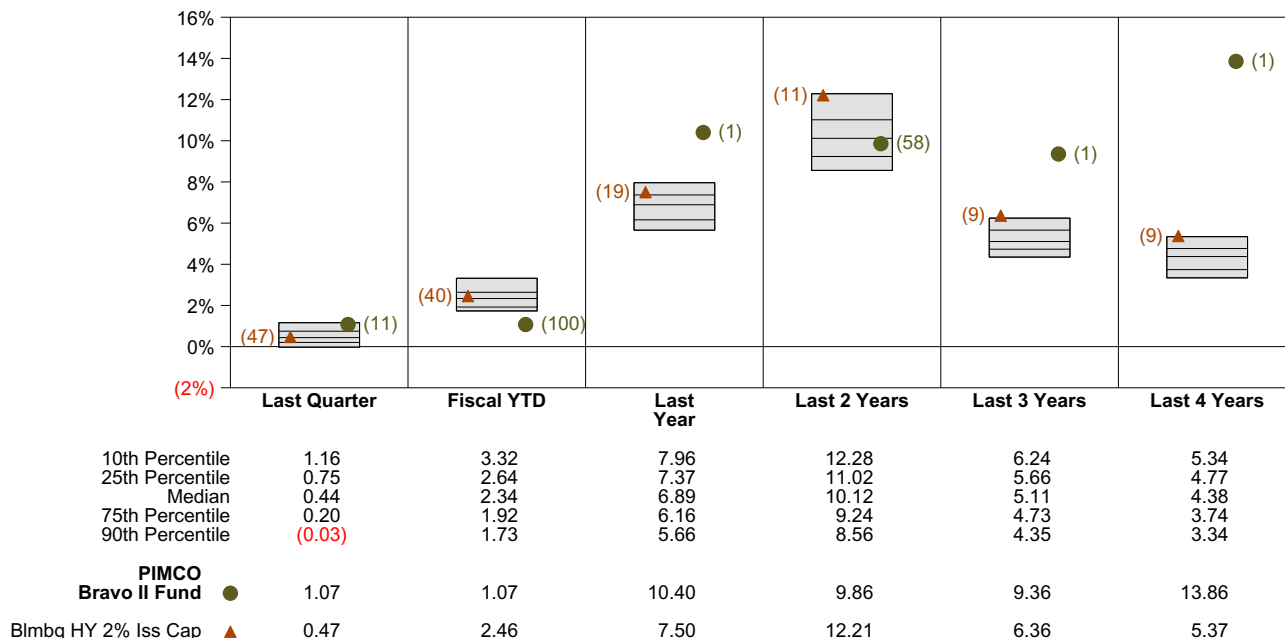 16%
14%
12%
10%
8%
6%
4%
2%
0%
(2%)
(47)
(11)
(40)
(100)
(19)
(1)
(11)
(58)
(9)
(1)
(9)
(1)
Last Quarter Fiscal YTD Last Year Last 2 Years Last 3 Years Last 4 Years
10th Percentile 1.16 3.32 7.96 12.28 6.24 5.34
25th Percentile 0.75 2.64 7.37 11.02 5.66 4.77
Median 0.44 2.34 6.89 10.12 5.11 4.38
75th Percentile 0.20 1.92 6.16 9.24 4.73 3.74
90th Percentile (0.03) 1.73 5.66 8.56 4.35 3.34
PIMCO
Bravo II Fund 1.07 1.07 10.40 9.86 9.36 13.86
Blmbg HY 2% Iss Cap 0.47 2.46 7.50 12.21 6.36 5.37